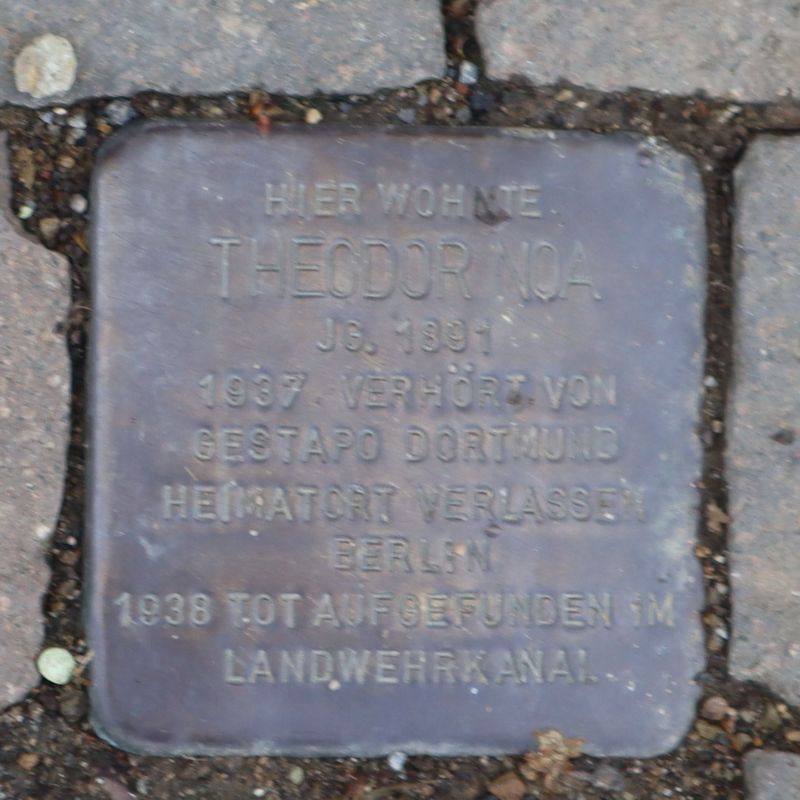 HIER WOHNTE
THEODOR NOA
JG. 1891
1937 VERHÖRT VON
GESTAPO DORTMUND
HEIMATORT VERLASSEN
BERLIN
1938 TOT AUFGEFUNDEN IM
LANDWEHRKANAL